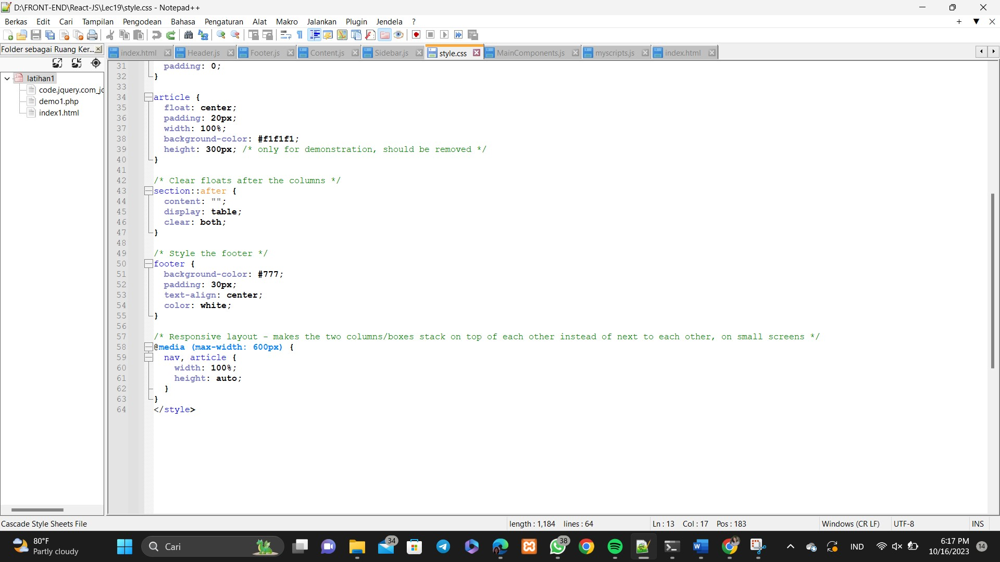 D:\FRONT-END\React-JS\Lec19\style.css - Notepad++
Berkas Edit Cari Tampilan Pengodean Bahasa Pengaturan Alat Makro Jalankan Plugin Jendela ?
Folder sebagai Ruang Ker...
index.html Header.js Footer.js Content.js Sidebar.js style.css MainComponents.js myscripts.js index.html
latihan1
code.jquery.com_jc
demo1.php
index1.html
31 padding: 0;
32 }
33
34 article {
35 float: center;
36 padding: 20px;
37 width: 100%;
38 background-color: #f1f1f1;
39 height: 300px; /* only for demonstration, should be removed */
40 }
41
42 /* Clear floats after the columns */
43 section::after {
44 content: "";
45 display: table;
46 clear: both;
47 }
48
49 /* Style the footer */
50 footer {
51 background-color: #777;
52 padding: 30px;
53 text-align: center;
54 color: white;
55 }
56
57 /* Responsive layout - makes the two columns/boxes stack on top of each other instead of next to each other, on small screens */
58 @media (max-width: 600px) {
59 nav, article {
60 width: 100%;
61 height: auto;
62 }
63 }
64 </style>
Cascade Style Sheets File length : 1,184 lines : 64 Ln : 13 Col : 17 Pos : 183 Windows (CR LF) UTF-8 INS
80°F
Partly cloudy
Cari
34
38
IND
6:17 PM
10/16/2023
14